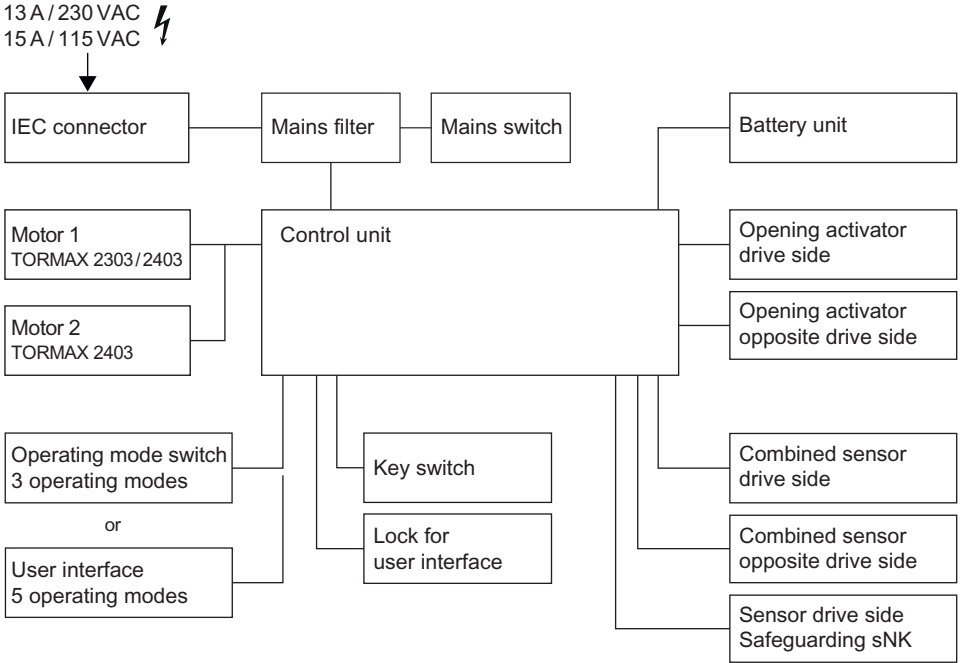 13 A / 230 VAC
15 A / 115 VAC
IEC connector
Mains filter
Mains switch
Battery unit
Motor 1
TORMAX 2303/2403
Control unit
Opening activator
drive side
Motor 2
TORMAX 2403
Opening activator
opposite drive side
Operating mode switch
3 operating modes
or
User interface
5 operating modes
Key switch
Lock for
user interface
Combined sensor
drive side
Combined sensor
opposite drive side
Sensor drive side
Safeguarding sNK